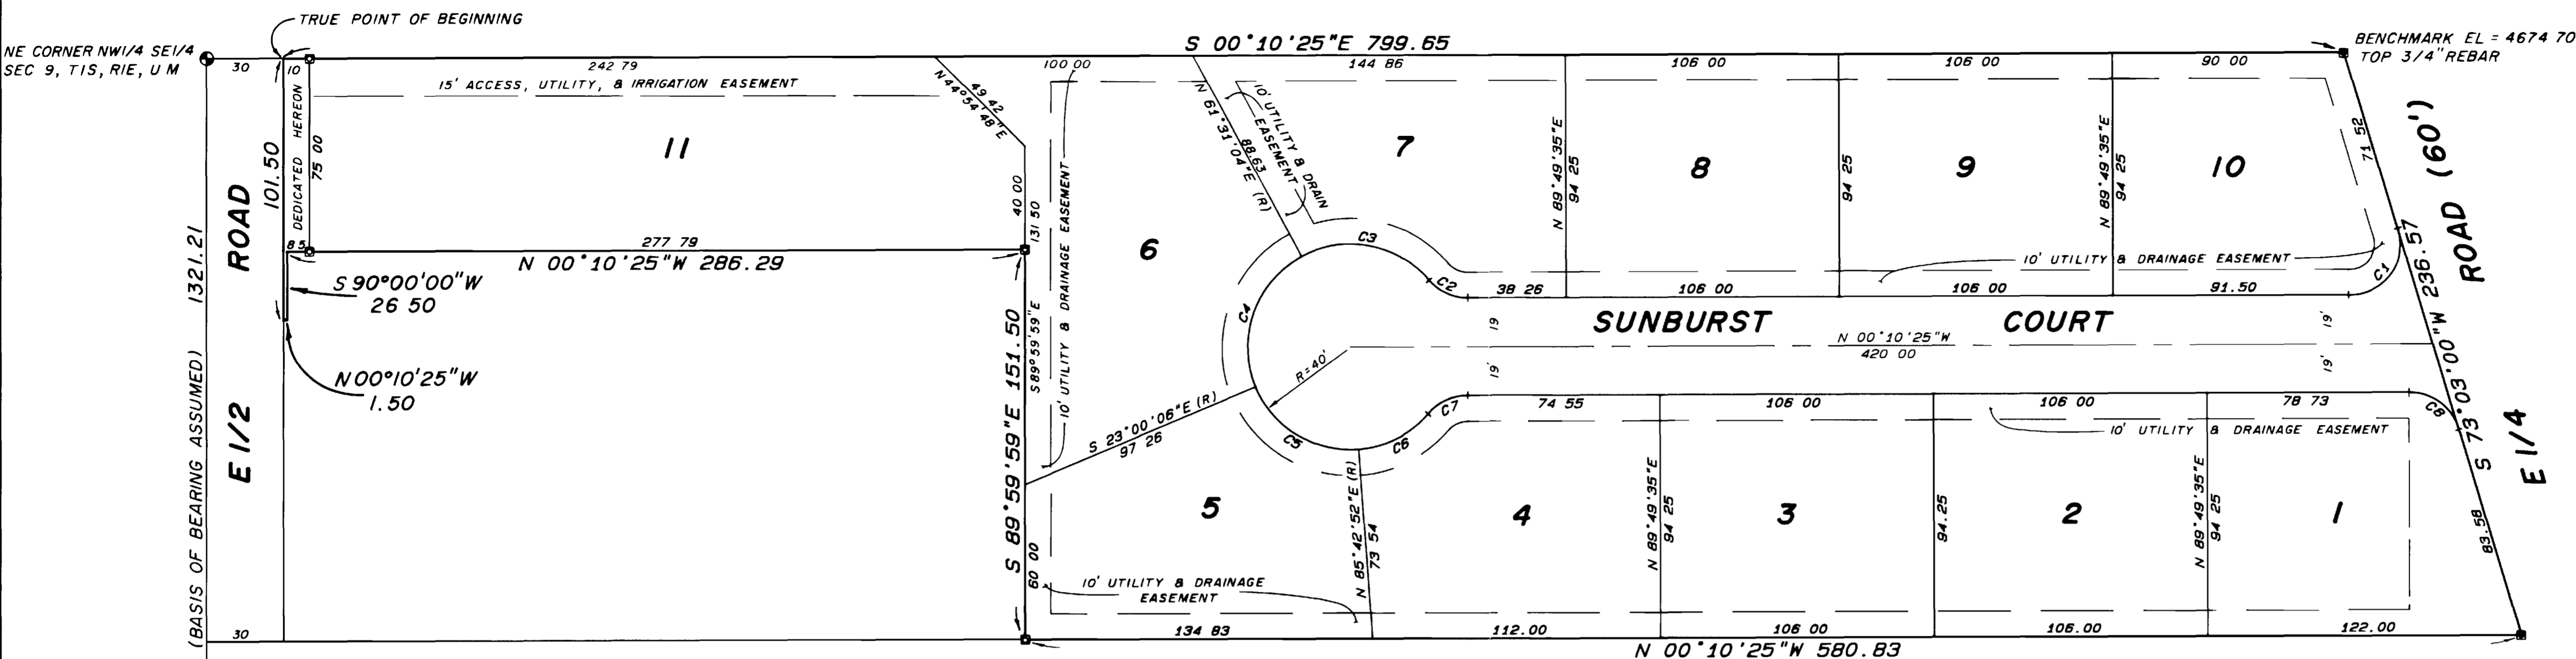 TRUE POINT OF BEGINNING
NE CORNER NW1/4 SE1/4
SEC 9, T1S, R1E, U M
S 00°10'25"E 799.65
BENCHMARK EL = 4674 70
TOP 3/4" REBAR
30
10
242 79
100 00
144 86
106 00
106 00
90 00
15' ACCESS, UTILITY, & IRRIGATION EASEMENT
49.42
N44°54'48"E
DEDICATED HEREON
75 00
101.50
11
40 00
131 50
10' UTILITY & DRAINAGE EASEMENT
N 61°31'04"E (R)
88.63
10' UTILITY & DRAIN
EASEMENT
7
8
9
10
N 89°49'35"E
94 25
94 25
N 89°49'35"E
94 25
71 52
ROAD (60')
E 1/4
S 73°03'00"W 236.57
83.58
6
8 5
277 79
N 00°10'25"W 286.29
S 90°00'00"W
26 50
N00°10'25"W
1.50
1321.21
(BASIS OF BEARING ASSUMED)
ROAD
E 1/2
S 89°59'59"E 151.50
S89°59'59"E
C3
C2
C4
C5
C6
C7
C1
C8
10' UTILITY & DRAINAGE EASEMENT
38 26
106 00
106 00
91.50
SUNBURST COURT
19'
19'
19'
19'
N 00°10'25"W
420 00
R=40'
S 23°00'06"E (R)
97 26
74 55
106 00
106 00
78 73
10' UTILITY & DRAINAGE EASEMENT
5
4
3
2
1
N 85°42'52"E (R)
73 54
N 89°49'35"E
94 25
94.25
N 89°49'35"E
94 25
60 00
10' UTILITY & DRAINAGE
EASEMENT
30
134 83
112.00
106 00
106.00
122.00
N 00°10'25"W 580.83